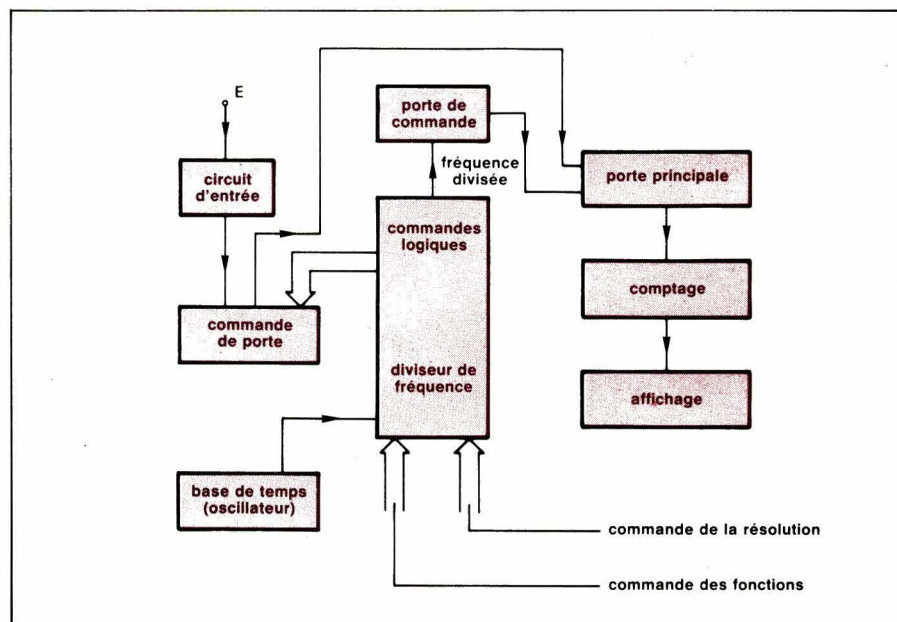 E
porte de
commande
circuit
d'entrée
fréquence
divisée
porte principale
commandes
logiques
comptage
commande
de porte
diviseur de
fréquence
affichage
base de temps
(oscillateur)
commande de la résolution
commande des fonctions